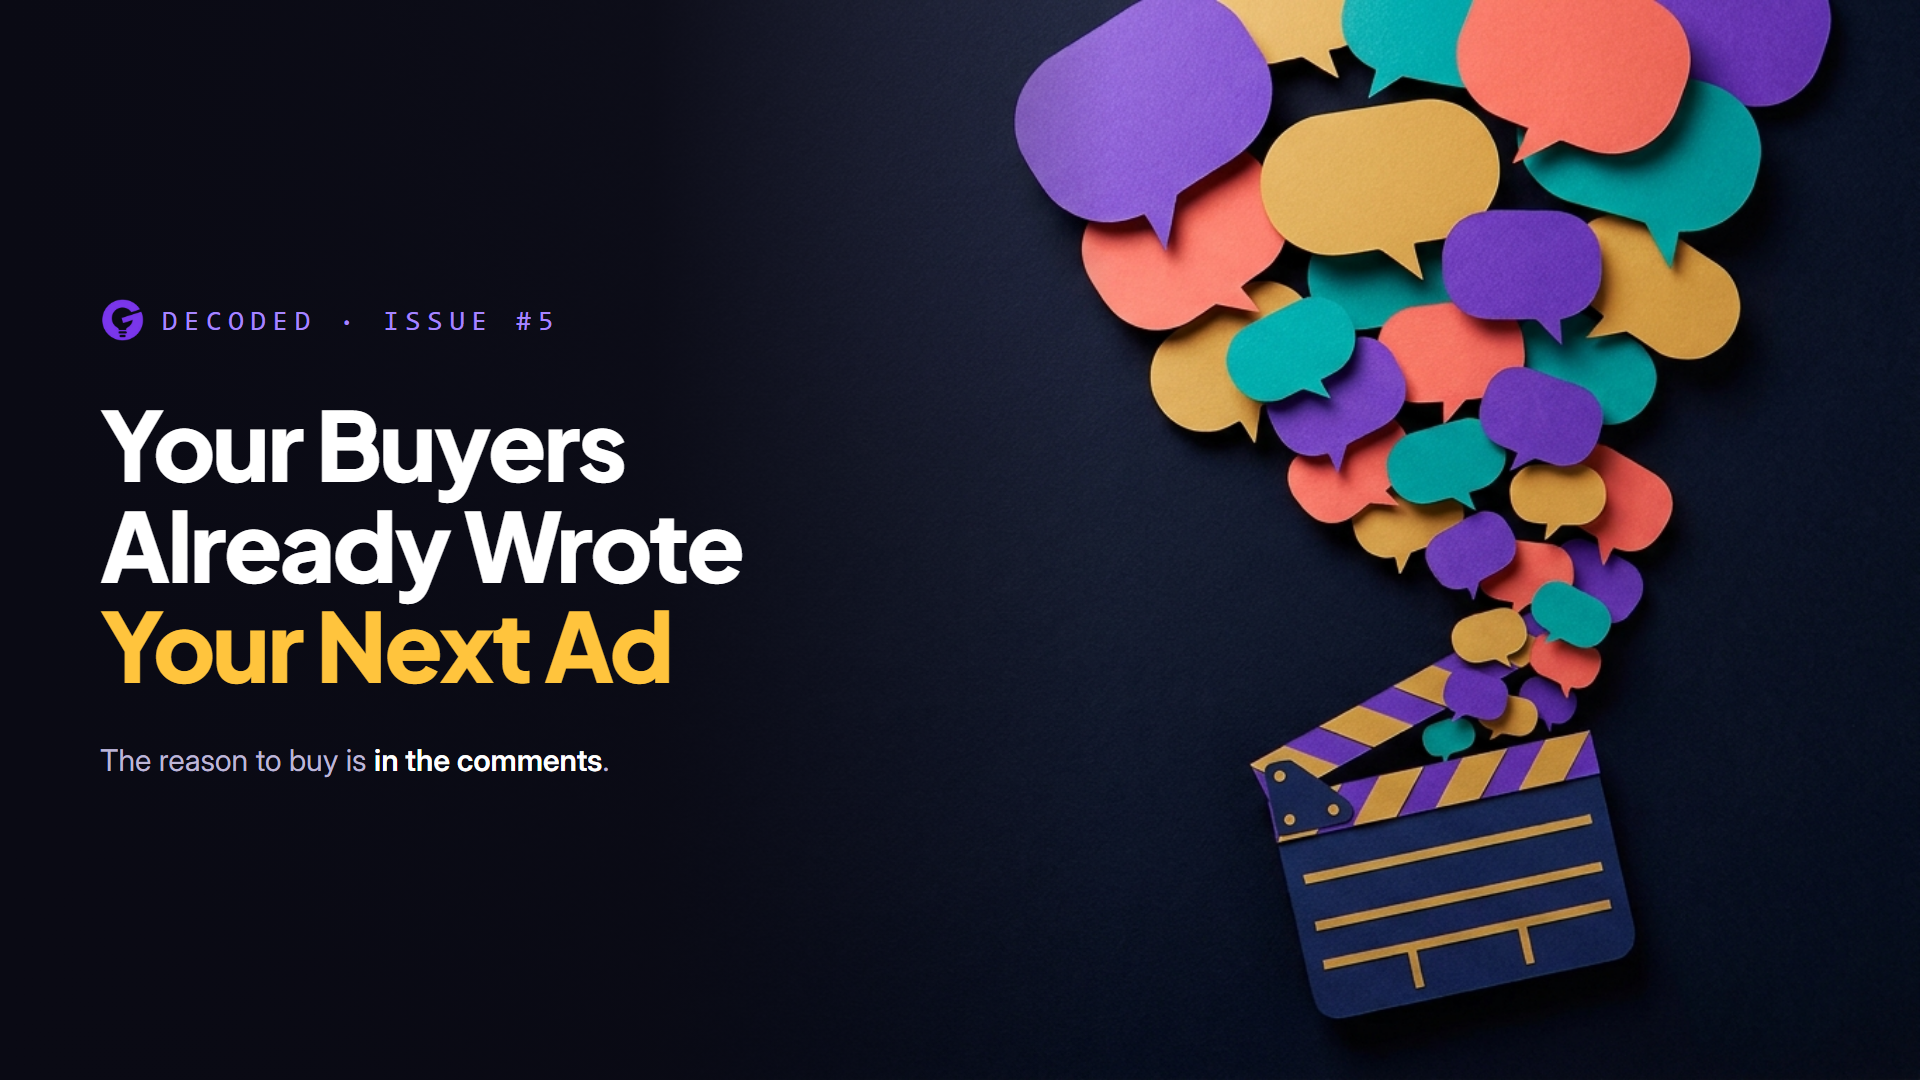 DECODED · ISSUE #5
Your Buyers
Already Wrote
Your Next Ad
The reason to buy is in the comments.